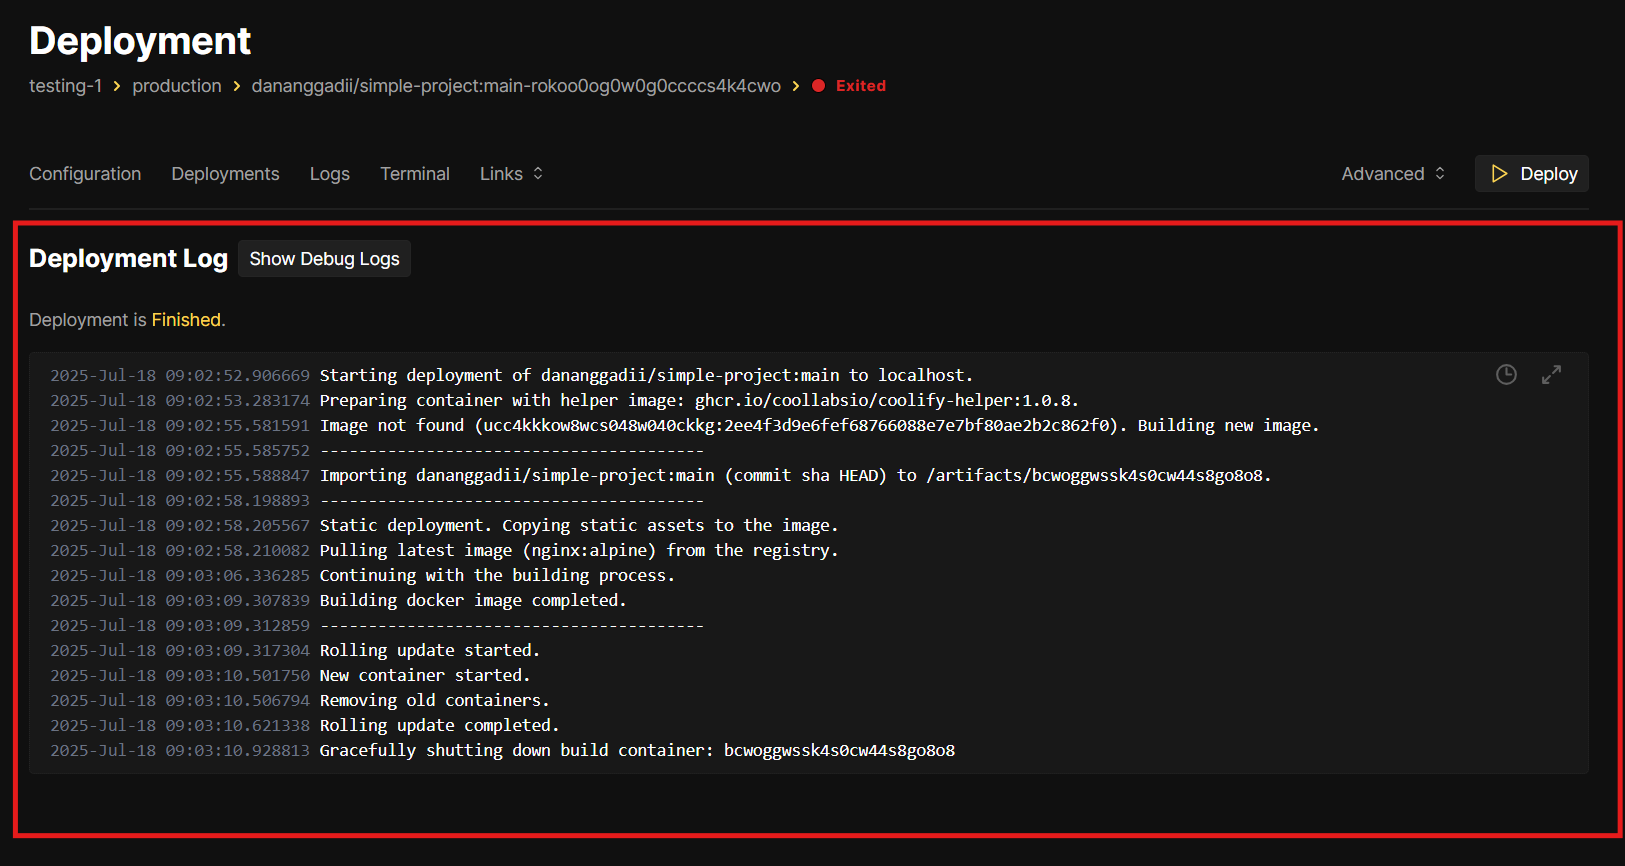 Deployment
testing-1 > production > dananggadii/simple-project:main-rokoo0og0w0g0ccccs4k4cwo > Exited
Configuration Deployments Logs Terminal Links Advanced Deploy
Deployment Log Show Debug Logs
Deployment is Finished.
2025-Jul-18 09:02:52.906669 Starting deployment of dananggadii/simple-project:main to localhost.
2025-Jul-18 09:02:53.283174 Preparing container with helper image: ghcr.io/coollabsio/coolify-helper:1.0.8.
2025-Jul-18 09:02:55.581591 Image not found (ucc4kkkow8wcs048w040ckkg:2ee4f3d9e6fef68766088e7e7bf80ae2b2c862f0). Building new image.
2025-Jul-18 09:02:55.585752 ----------------------------------------
2025-Jul-18 09:02:55.588847 Importing dananggadii/simple-project:main (commit sha HEAD) to /artifacts/bcwoggwssk4s0cw44s8go8o8.
2025-Jul-18 09:02:58.198893 ----------------------------------------
2025-Jul-18 09:02:58.205567 Static deployment. Copying static assets to the image.
2025-Jul-18 09:02:58.210082 Pulling latest image (nginx:alpine) from the registry.
2025-Jul-18 09:03:06.336285 Continuing with the building process.
2025-Jul-18 09:03:09.307839 Building docker image completed.
2025-Jul-18 09:03:09.312859 ----------------------------------------
2025-Jul-18 09:03:09.317304 Rolling update started.
2025-Jul-18 09:03:10.501750 New container started.
2025-Jul-18 09:03:10.506794 Removing old containers.
2025-Jul-18 09:03:10.621338 Rolling update completed.
2025-Jul-18 09:03:10.928813 Gracefully shutting down build container: bcwoggwssk4s0cw44s8go8o8